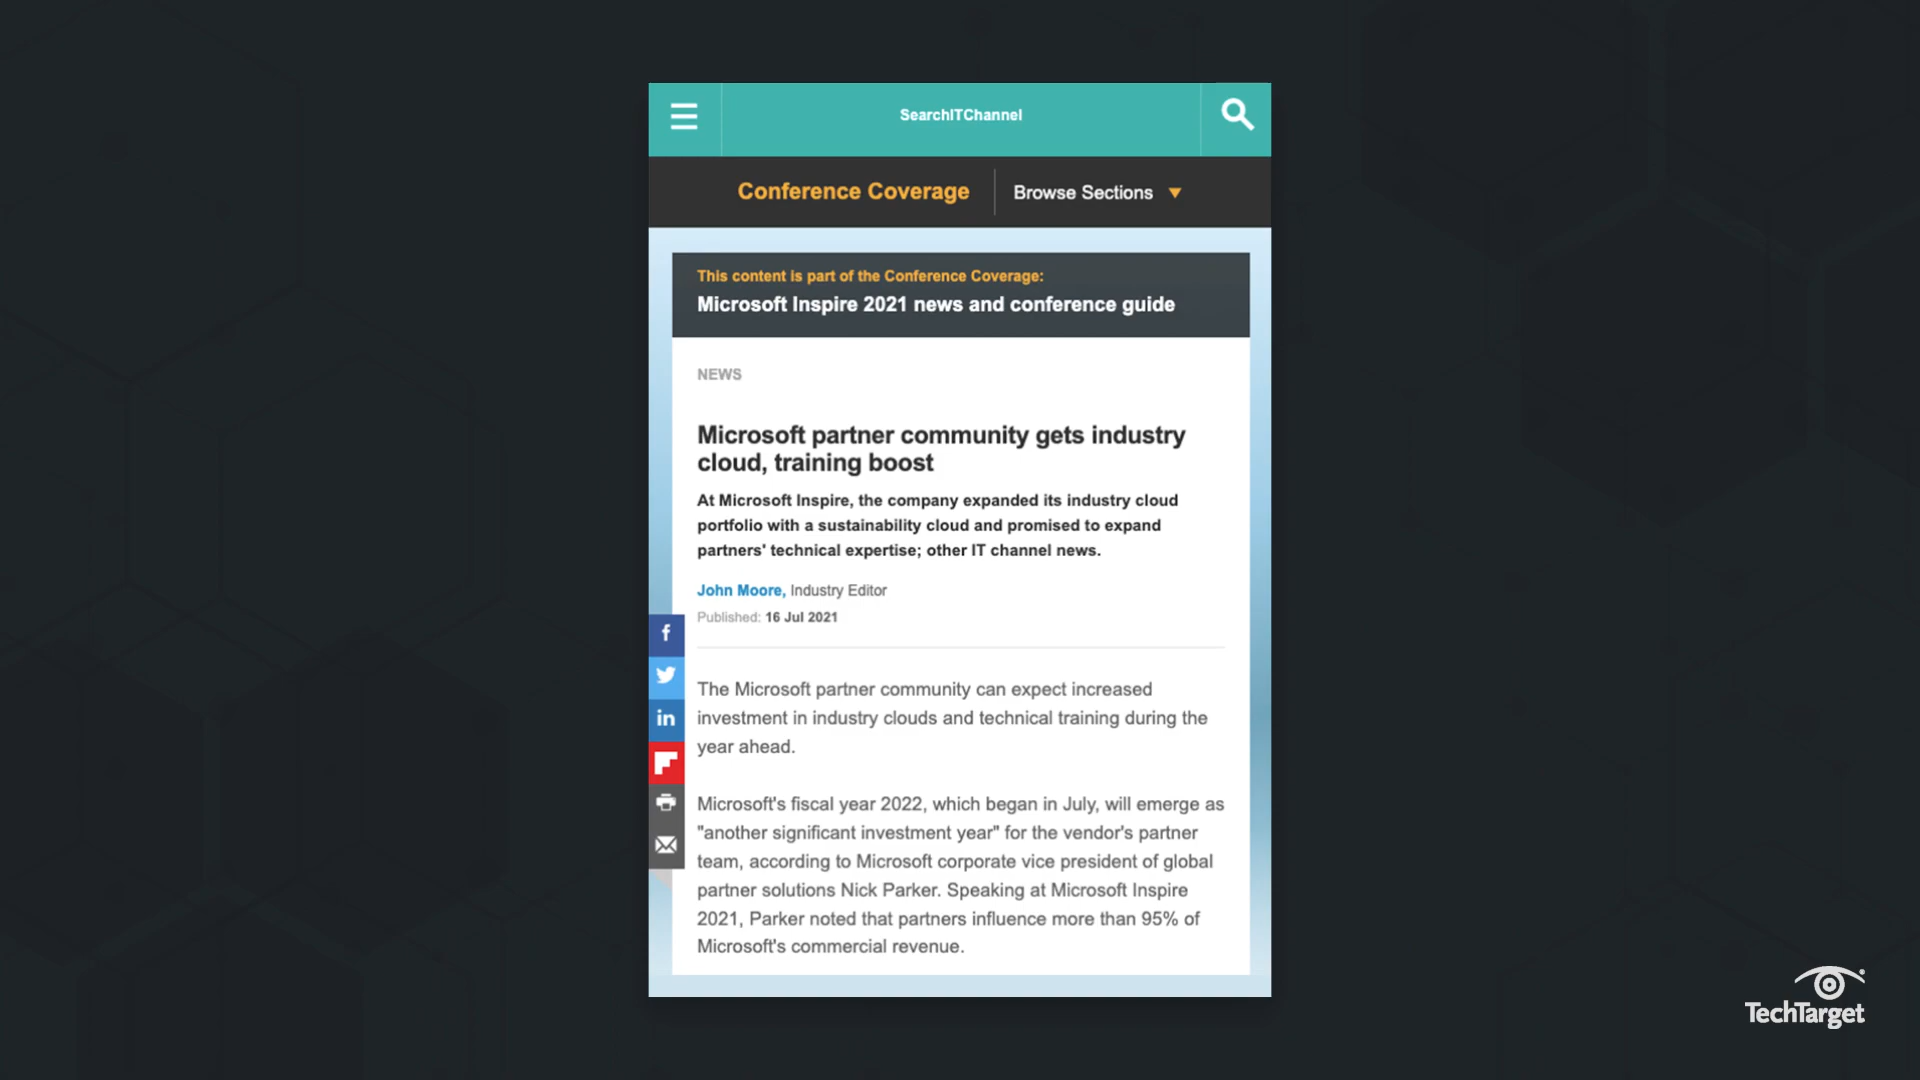 SearchITChannel
Conference Coverage
Browse Sections
This content is part of the Conference Coverage:
Microsoft Inspire 2021 news and conference guide
NEWS
Microsoft partner community gets industry
cloud, training boost
At Microsoft Inspire, the company expanded its industry cloud
portfolio with a sustainability cloud and promised to expand
partners' technical expertise; other IT channel news.
John Moore, Industry Editor
Published: 16 Jul 2021
The Microsoft partner community can expect increased
investment in industry clouds and technical training during the
year ahead.
Microsoft's fiscal year 2022, which began in July, will emerge as
"another significant investment year" for the vendor's partner
team, according to Microsoft corporate vice president of global
partner solutions Nick Parker. Speaking at Microsoft Inspire
2021, Parker noted that partners influence more than 95% of
Microsoft's commercial revenue.
f
in
TechTarget